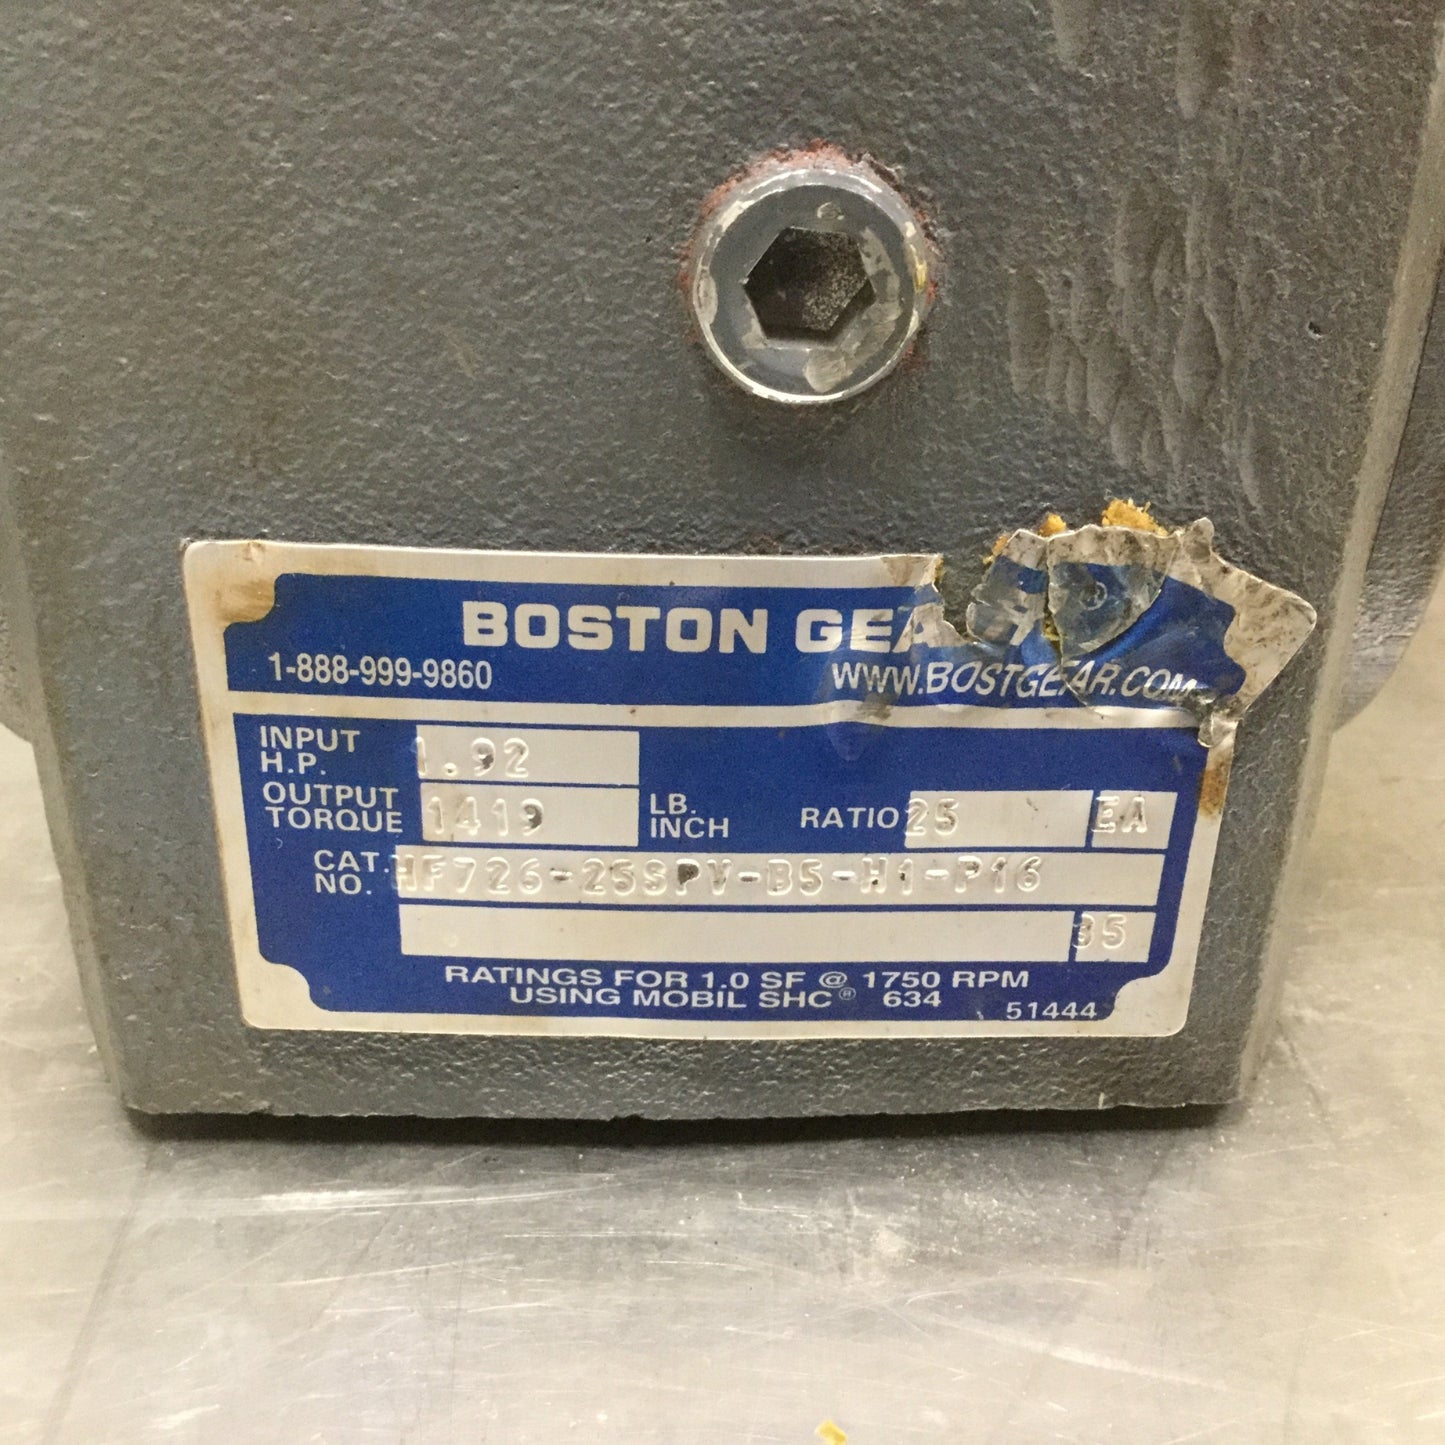 BOSTON GEAR
1-888-999-9860 WWW.BOSTGEAR.COM
INPUT H.P. 1.92
OUTPUT TORQUE 1419 LB. INCH RATIO 25 EA
CAT. NO. HF726-25SPV-B5-H1-P16
35
RATINGS FOR 1.0 SF @ 1750 RPM
USING MOBIL SHC® 634 51444